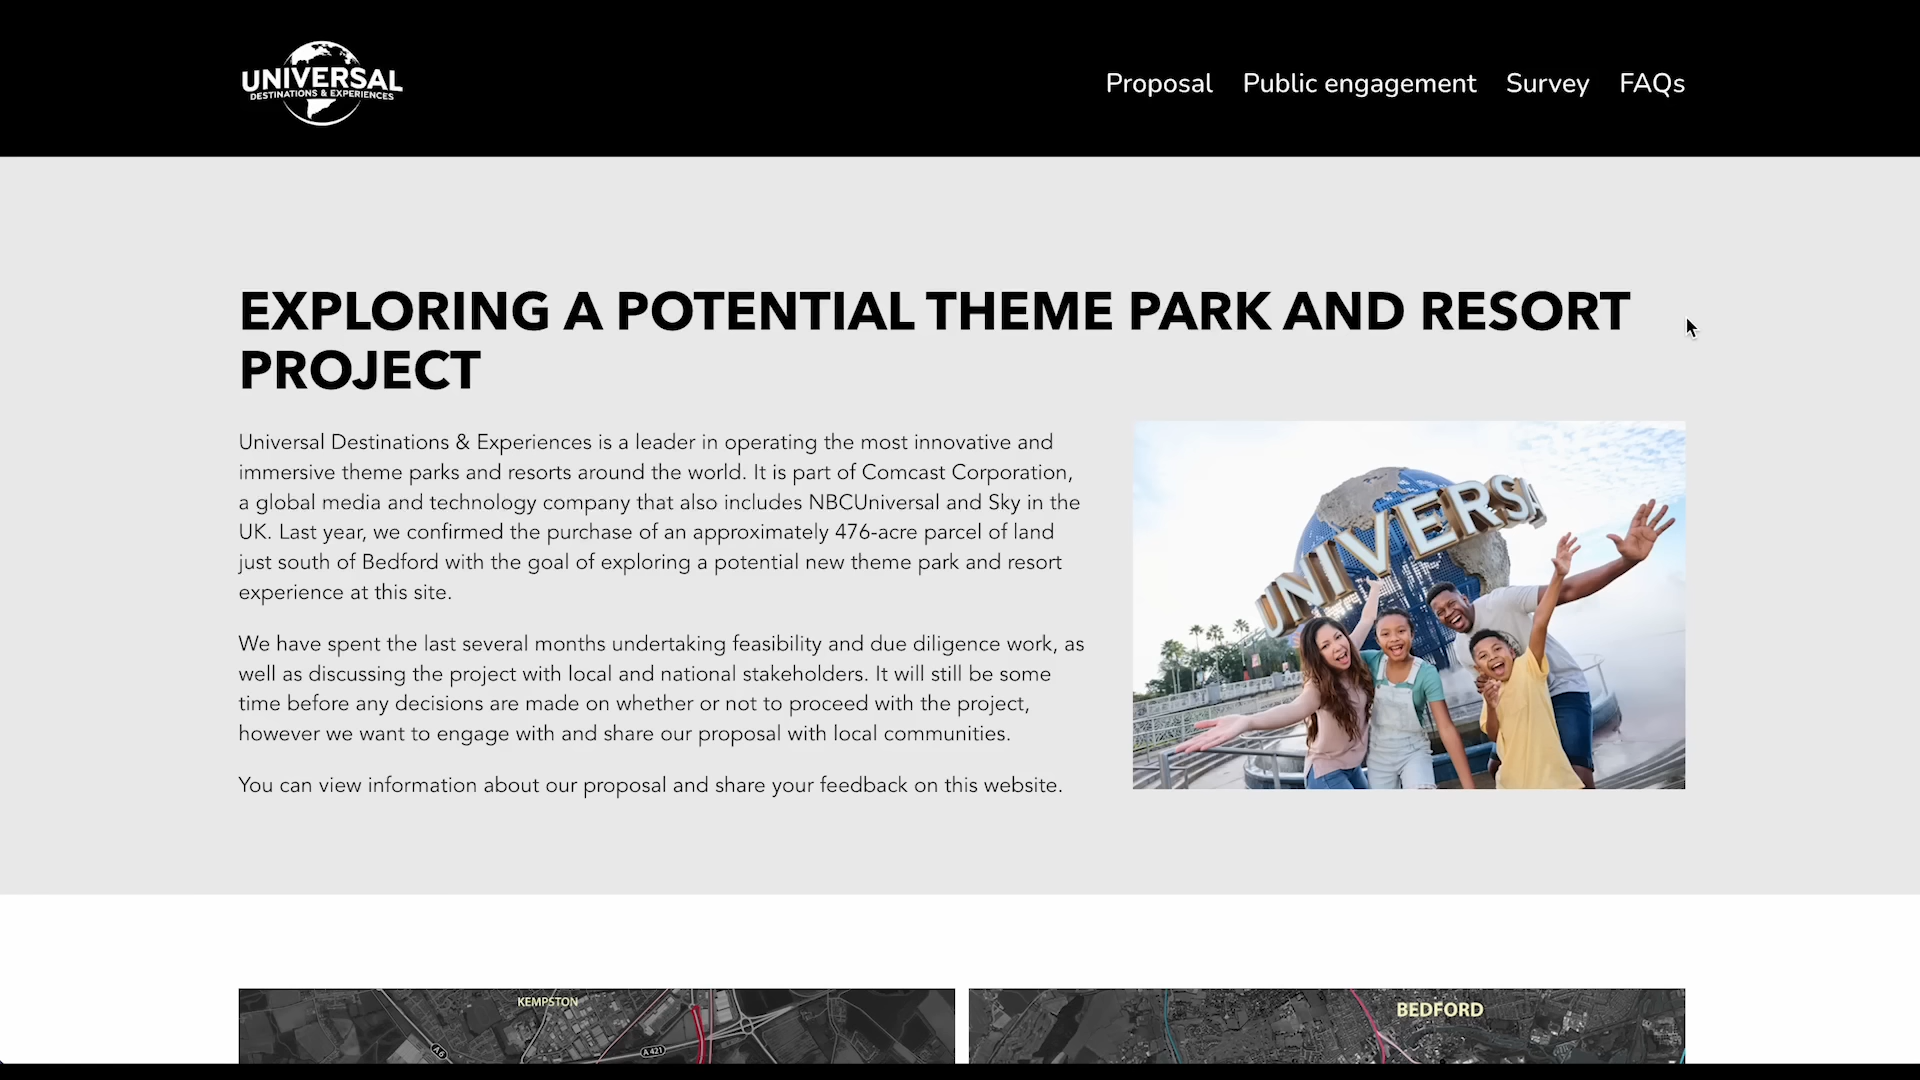 UNIVERSAL
DESTINATIONS & EXPERIENCES
Proposal Public engagement Survey FAQs
EXPLORING A POTENTIAL THEME PARK AND RESORT
PROJECT
Universal Destinations & Experiences is a leader in operating the most innovative and
immersive theme parks and resorts around the world. It is part of Comcast Corporation,
a global media and technology company that also includes NBCUniversal and Sky in the
UK. Last year, we confirmed the purchase of an approximately 476-acre parcel of land
just south of Bedford with the goal of exploring a potential new theme park and resort
experience at this site.
We have spent the last several months undertaking feasibility and due diligence work, as
well as discussing the project with local and national stakeholders. It will still be some
time before any decisions are made on whether or not to proceed with the project,
however we want to engage with and share our proposal with local communities.
You can view information about our proposal and share your feedback on this website.
UNIVERSA
KEMPSTON
A6
A 421
BEDFORD